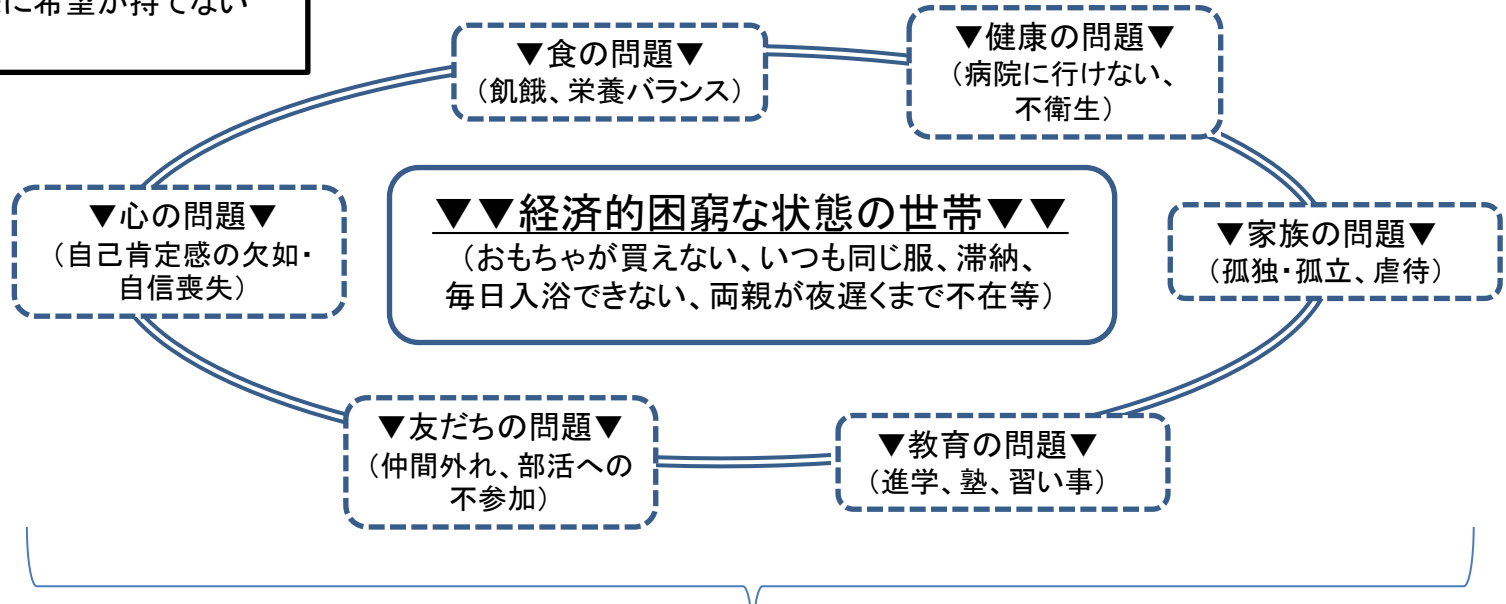 に希望が持てない
▼食の問題▼
（飢餓、栄養バランス）
▼健康の問題▼
（病院に行けない、
不衛生）
▼心の問題▼
（自己肯定感の欠如・
自信喪失）
▼▼経済的困窮な状態の世帯▼▼
（おもちゃが買えない、いつも同じ服、滞納、
毎日入浴できない、両親が夜遅くまで不在等）
▼家族の問題▼
（孤独・孤立、虐待）
▼友だちの問題▼
（仲間外れ、部活への
不参加）
▼教育の問題▼
（進学、塾、習い事）